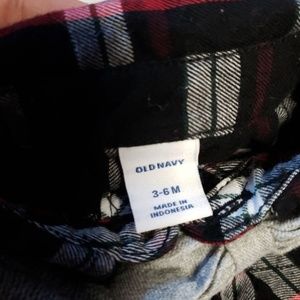 OLD NAVY
3-6 M
MADE IN
INDONESIA